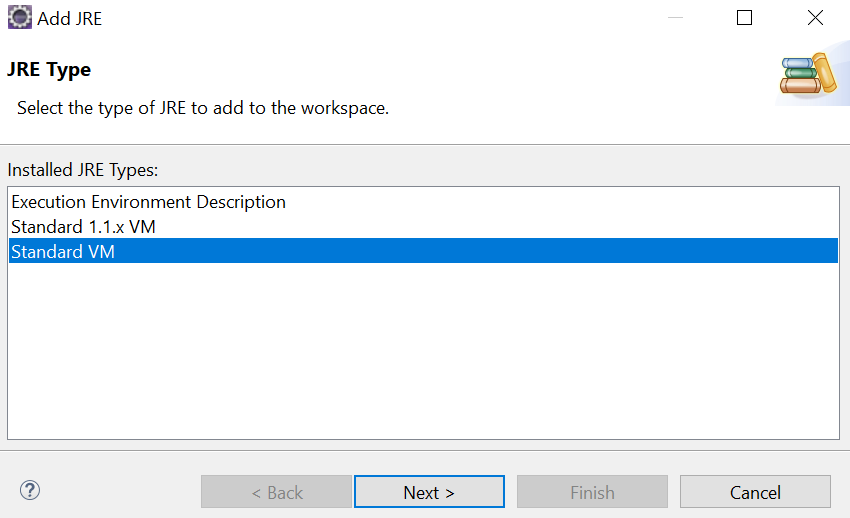 Add JRE
JRE Type
Select the type of JRE to add to the workspace.
Installed JRE Types:
Execution Environment Description
Standard 1.1.x VM
Standard VM
?
< Back
Next >
Finish
Cancel